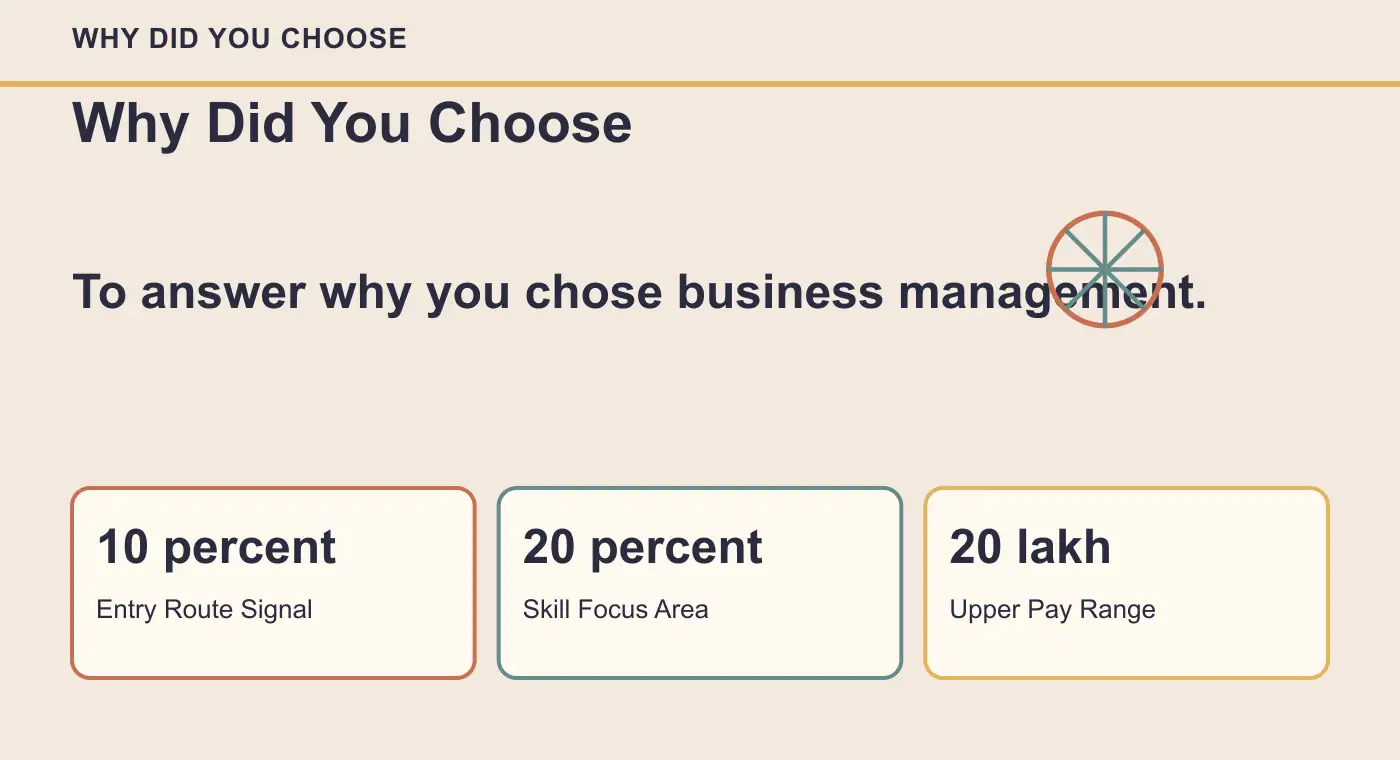 WHY DID YOU CHOOSE
Why Did You Choose
To answer why you chose business management.
10 percent
Entry Route Signal
20 percent
Skill Focus Area
20 lakh
Upper Pay Range